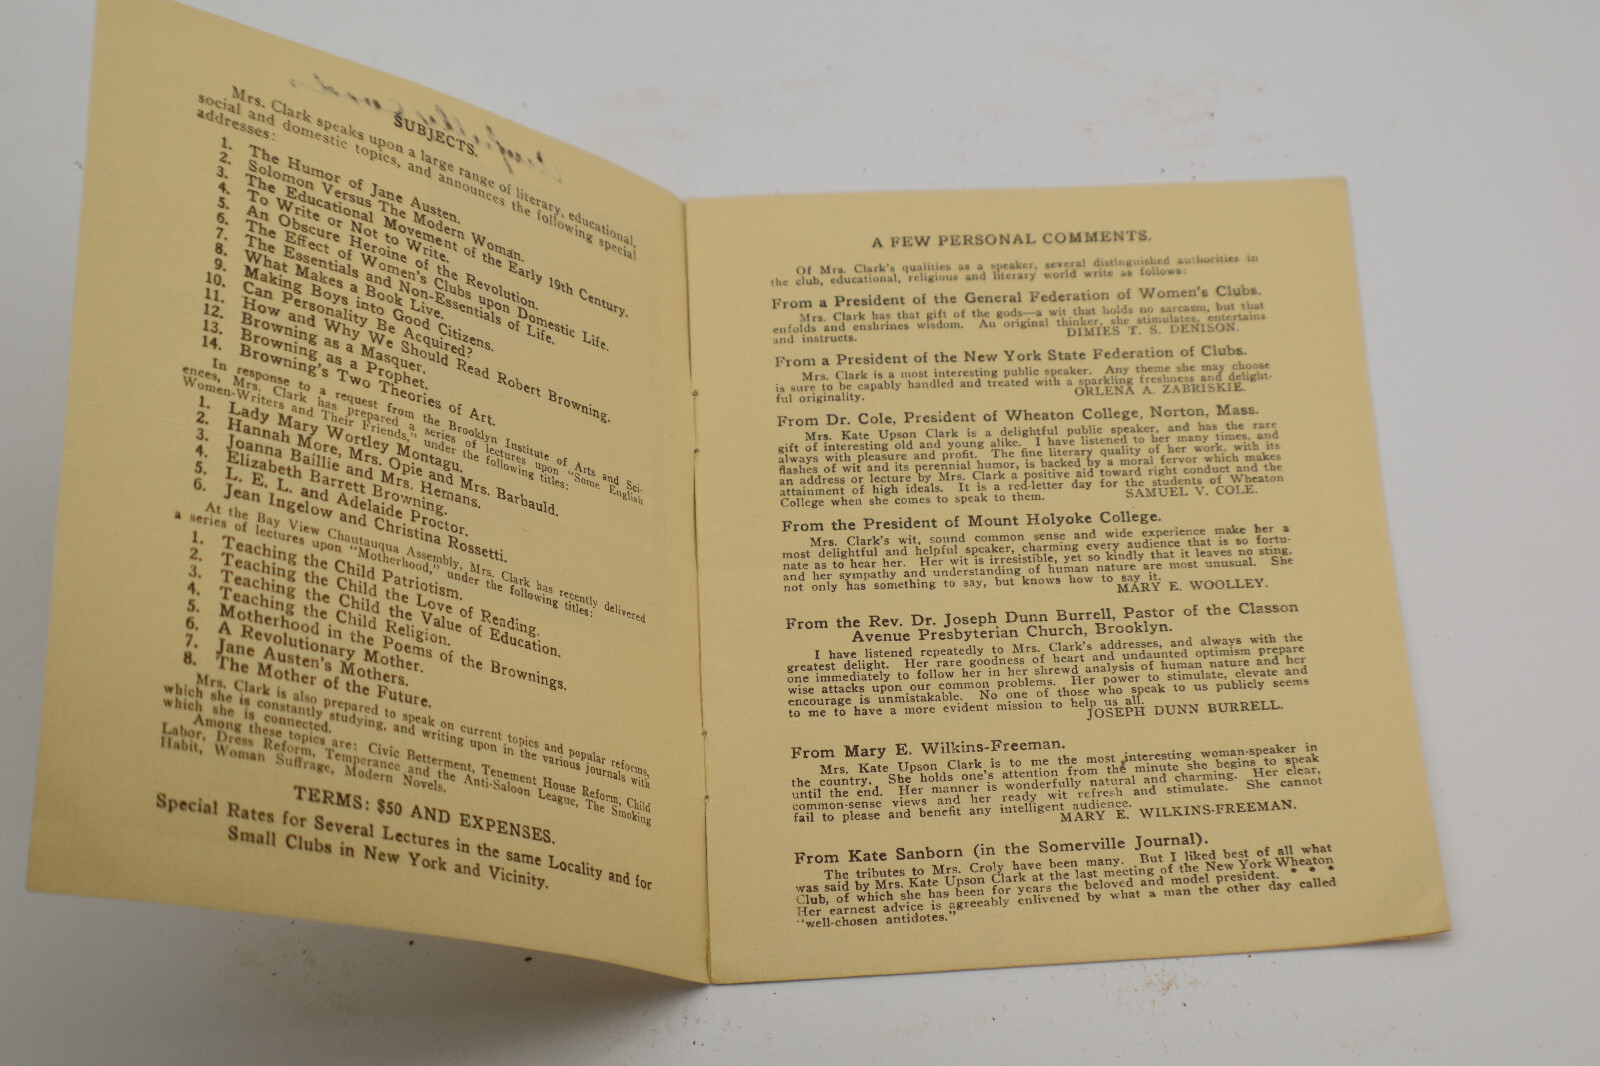 SUBJECTS.
Mrs. Clark speaks upon a large range of literary, educational,
social and domestic topics, and announces the following special
addresses:
1. The Humor of Jane Austen.
2. Solomon Versus The Modern Woman.
3. The Educational Movement of the Early 19th Century.
4. To Write or Not to Write.
5. An Obscure Heroine of the Revolution.
6. The Effect of Women's Clubs upon Domestic Life.
7. The Essentials and Non-Essentials of Life.
8. What Makes a Book Live.
9. Making Boys into Good Citizens.
10. Can Personality Be Acquired?
11. How and Why We Should Read Robert Browning.
12. Browning as a Masquer.
13. Browning as a Prophet.
14. Browning's Two Theories of Art.
In response to a request from the Brooklyn Institute of Arts and Sci-
ences, Mrs. Clark has prepared a series of lectures upon "Some English
Women-Writers and Their Friends," under the following titles:
1. Lady Mary Wortley Montagu.
2. Hannah More, Mrs. Opie and Mrs. Barbauld.
3. Joanna Baillie and Mrs. Hemans.
4. Elizabeth Barrett Browning.
5. L. E. L. and Adelaide Proctor.
6. Jean Ingelow and Christina Rossetti.
At the Bay View Chautauqua Assembly, Mrs. Clark has recently delivered
a series of lectures upon "Motherhood," under the following titles:
1. Teaching the Child Patriotism.
2. Teaching the Child the Love of Reading.
3. Teaching the Child the Value of Education.
4. Teaching the Child Religion.
5. Motherhood in the Poems of the Brownings.
6. A Revolutionary Mother.
7. Jane Austen's Mothers.
8. The Mother of the Future.
Mrs. Clark is also prepared to speak on current topics and popular reforms,
which she is constantly studying, and writing upon in the various journals with
which she is connected.
Among these topics are: Civic Betterment, Tenement House Reform, Child
Labor, Dress Reform, Temperance and the Anti-Saloon League, The Smoking
Habit, Woman Suffrage, Modern Novels.
TERMS: $50 AND EXPENSES.
Special Rates for Several Lectures in the same Locality and for
Small Clubs in New York and Vicinity.
A FEW PERSONAL COMMENTS.
Of Mrs. Clark's qualities as a speaker, several distinguished authorities in
the club, educational, religious and literary world write as follows:
From a President of the General Federation of Women's Clubs.
Mrs. Clark has that gift of the gods—a wit that holds no sarcasm, but that
enfolds and enshrines wisdom. An original thinker, she stimulates, entertains
and instructs. DIMIES T. S. DENISON.
From a President of the New York State Federation of Clubs.
Mrs. Clark is a most interesting public speaker. Any theme she may choose
is sure to be capably handled and treated with a sparkling freshness and delight-
ful originality. ORLENA A. ZABRISKIE.
From Dr. Cole, President of Wheaton College, Norton, Mass.
Mrs. Kate Upson Clark is a delightful public speaker, and has the rare
gift of interesting old and young alike. I have listened to her many times, and
always with pleasure and profit. The fine literary quality of her work, with its
flashes of wit and its perennial humor, is backed by a moral fervor which makes
an address or lecture by Mrs. Clark a positive aid toward right conduct and the
attainment of high ideals. It is a red-letter day for the students of Wheaton
College when she comes to speak to them. SAMUEL V. COLE.
From the President of Mount Holyoke College.
Mrs. Clark's wit, sound common sense and wide experience make her a
most delightful and helpful speaker, charming every audience that is so fortu-
nate as to hear her. Her wit is irresistible, yet so kindly that it leaves no sting,
and her sympathy and understanding of human nature are most unusual. She
not only has something to say, but knows how to say it.
MARY E. WOOLLEY.
From the Rev. Dr. Joseph Dunn Burrell, Pastor of the Classon
Avenue Presbyterian Church, Brooklyn.
I have listened repeatedly to Mrs. Clark's addresses, and always with the
greatest delight. Her rare goodness of heart and undaunted optimism prepare
one immediately to follow her in her shrewd analysis of human nature and her
wise attacks upon our common problems. Her power to stimulate, elevate and
encourage is unmistakable. No one of those who speak to us publicly seems
to me to have a more evident mission to help us all.
JOSEPH DUNN BURRELL.
From Mary E. Wilkins-Freeman.
Mrs. Kate Upson Clark is to me the most interesting woman-speaker in
the country. She holds one's attention from the minute she begins to speak
until the end. Her manner is wonderfully natural and charming. Her clear,
common-sense views and her ready wit refresh and stimulate. She cannot
fail to please and benefit any intelligent audience.
MARY E. WILKINS-FREEMAN.
From Kate Sanborn (in the Somerville Journal).
The tributes to Mrs. Croly have been many. But I liked best of all what
was said by Mrs. Kate Upson Clark at the last meeting of the New York Wheaton
Club, of which she has been for years the beloved and model president. * * *
Her earnest advice is agreeably enlivened by what a man the other day called
"well-chosen antidotes."